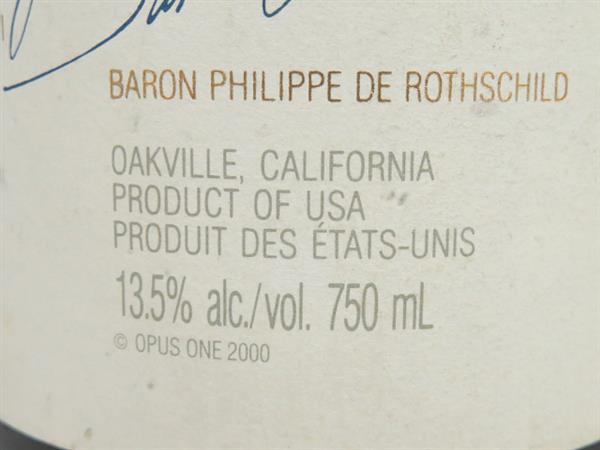 BARON PHILIPPE DE ROTHSCHILD
OAKVILLE, CALIFORNIA
PRODUCT OF USA
PRODUIT DES ÉTATS-UNIS
13.5% alc./vol. 750 mL
© OPUS ONE 2000